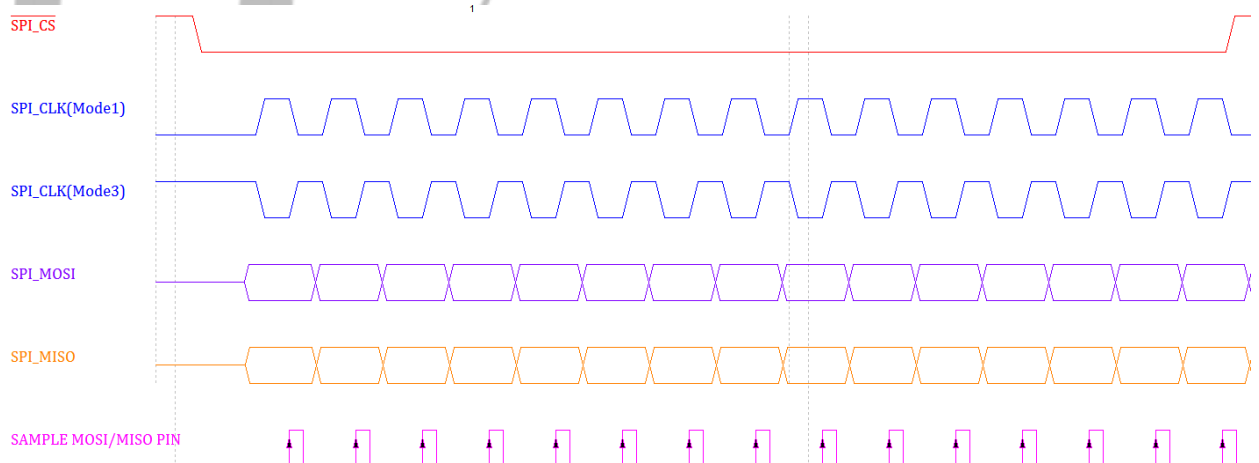 1
SPI_CS
SPI_CLK(Mode1)
SPI_CLK(Mode3)
SPI_MOSI
SPI_MISO
SAMPLE MOSI/MISO PIN